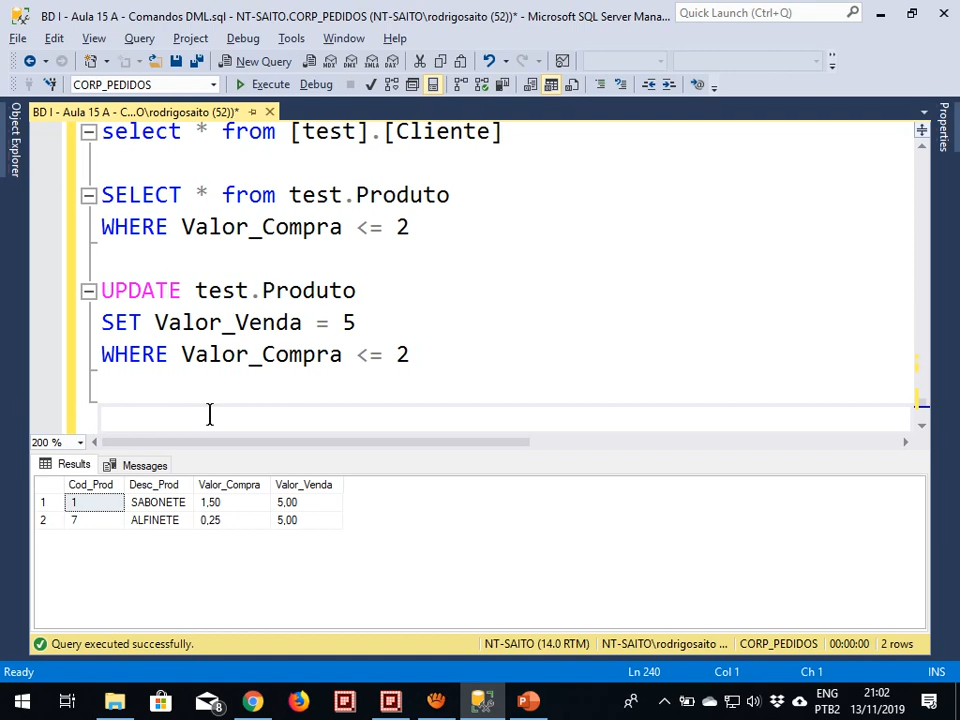 BD I - Aula 15 A - Comandos DML.sql - NT-SAITO.CORP_PEDIDOS (NT-SAITO\rodrigosaito (52))* - Microsoft SQL Server Mana...
Quick Launch (Ctrl+Q)
File Edit View Query Project Debug Tools Window Help
New Query
CORP_PEDIDOS Execute Debug
BD I - Aula 15 A - C...O\rodrigosaito (52))*
Object Explorer
Properties
select * from [test].[Cliente]
SELECT * from test.Produto
WHERE Valor_Compra <= 2
UPDATE test.Produto
SET Valor_Venda = 5
WHERE Valor_Compra <= 2
200 %
Results Messages
Cod_Prod Desc_Prod Valor_Compra Valor_Venda
1 1 SABONETE 1,50 5,00
2 7 ALFINETE 0,25 5,00
Query executed successfully. NT-SAITO (14.0 RTM) NT-SAITO\rodrigosaito ... CORP_PEDIDOS 00:00:00 2 rows
Ready Ln 240 Col 1 Ch 1 INS
8 ENG 21:02
PTB2 13/11/2019